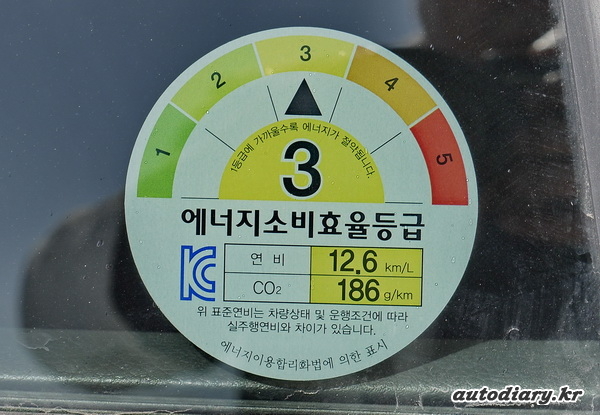 1 2 3 4 5
1등급에 가까울수록 에너지가 절약됩니다.
3
에너지소비효율등급
연 비 12.6 km/L
CO₂ 186 g/km
위 표준연비는 차량상태 및 운행조건에 따라
실주행연비와 차이가 있습니다.
에너지이용합리화법에 의한 표시
autodiary.kr